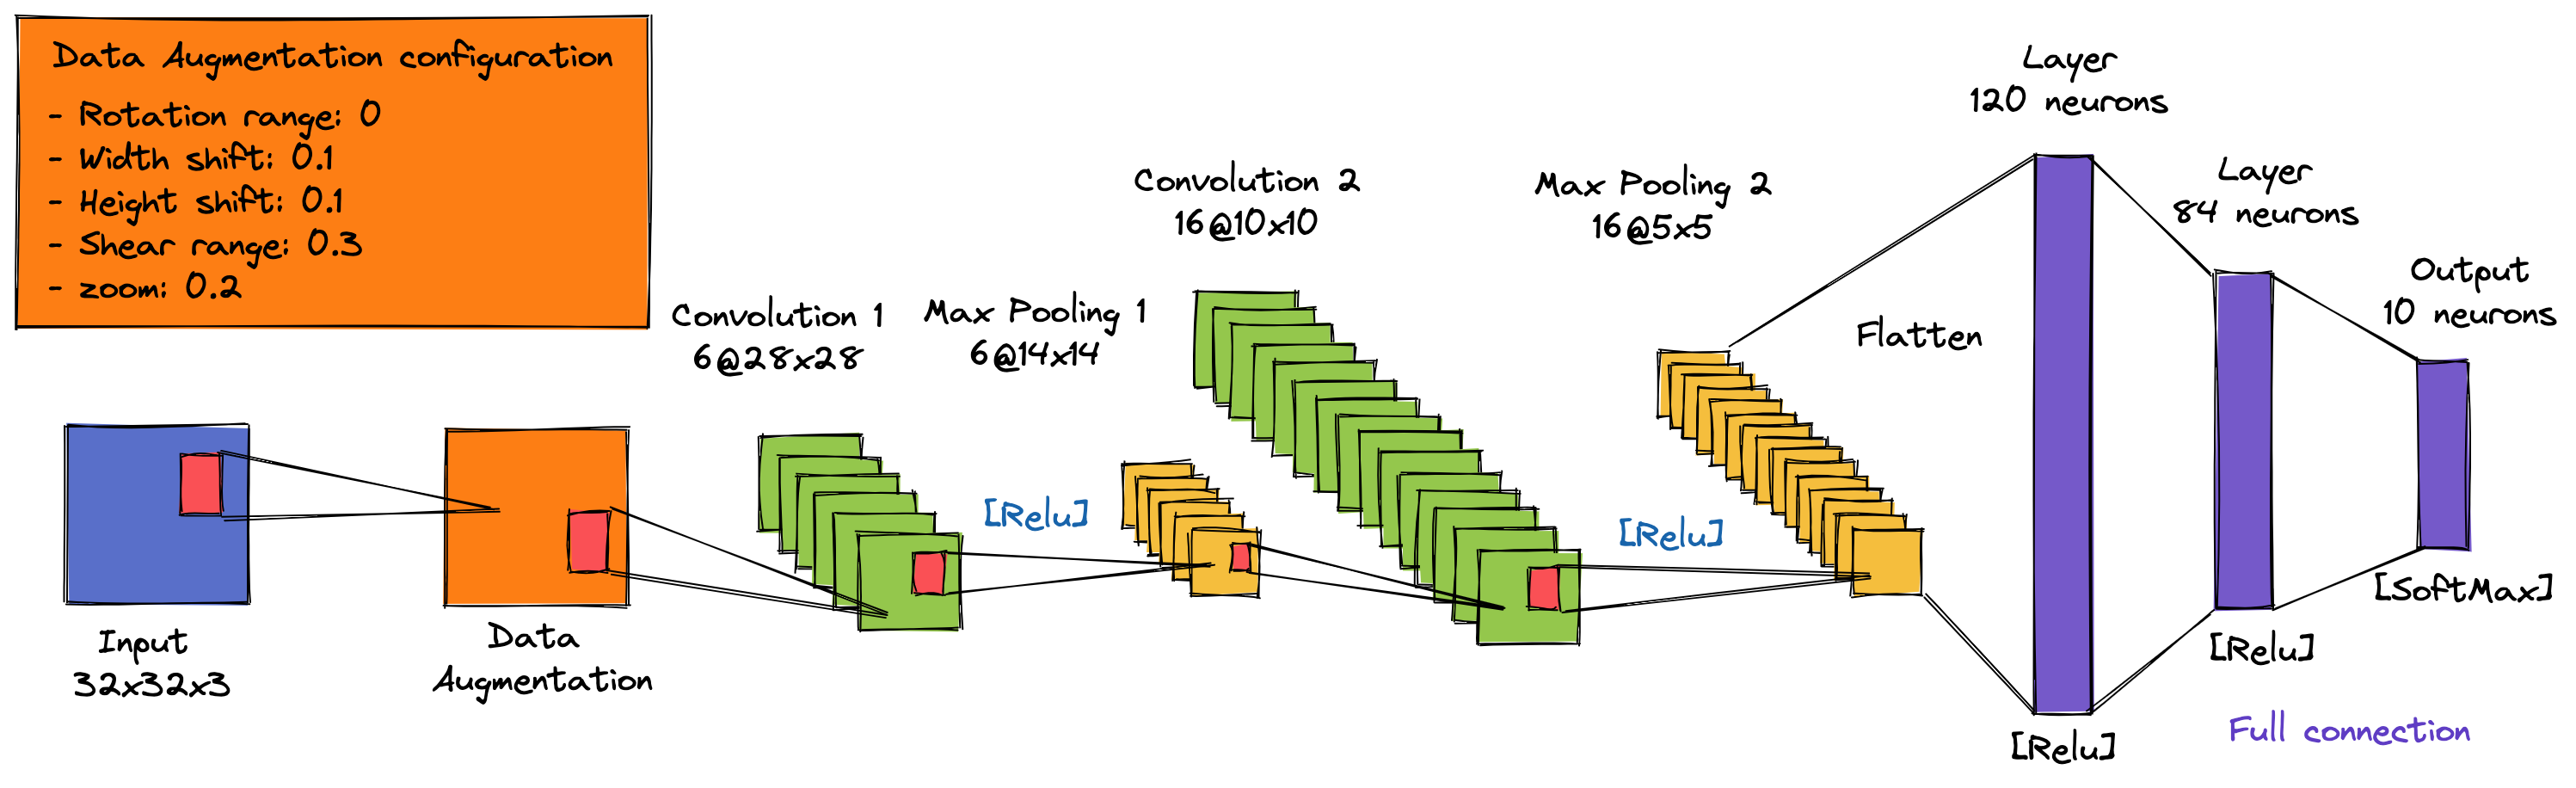 Data Augmentation configuration
- Rotation range: 0
- Width shift: 0.1
- Height shift: 0.1
- Shear range: 0.3
- zoom: 0.2
Input
32x32x3
Data
Augmentation
Convolution 1
6@28x28
[Relu]
Max Pooling 1
6@14x14
Convolution 2
16@10x10
[Relu]
Max Pooling 2
16@5x5
Flatten
Layer
120 neurons
[Relu]
Layer
84 neurons
[Relu]
Output
10 neurons
[SoftMax]
Full connection